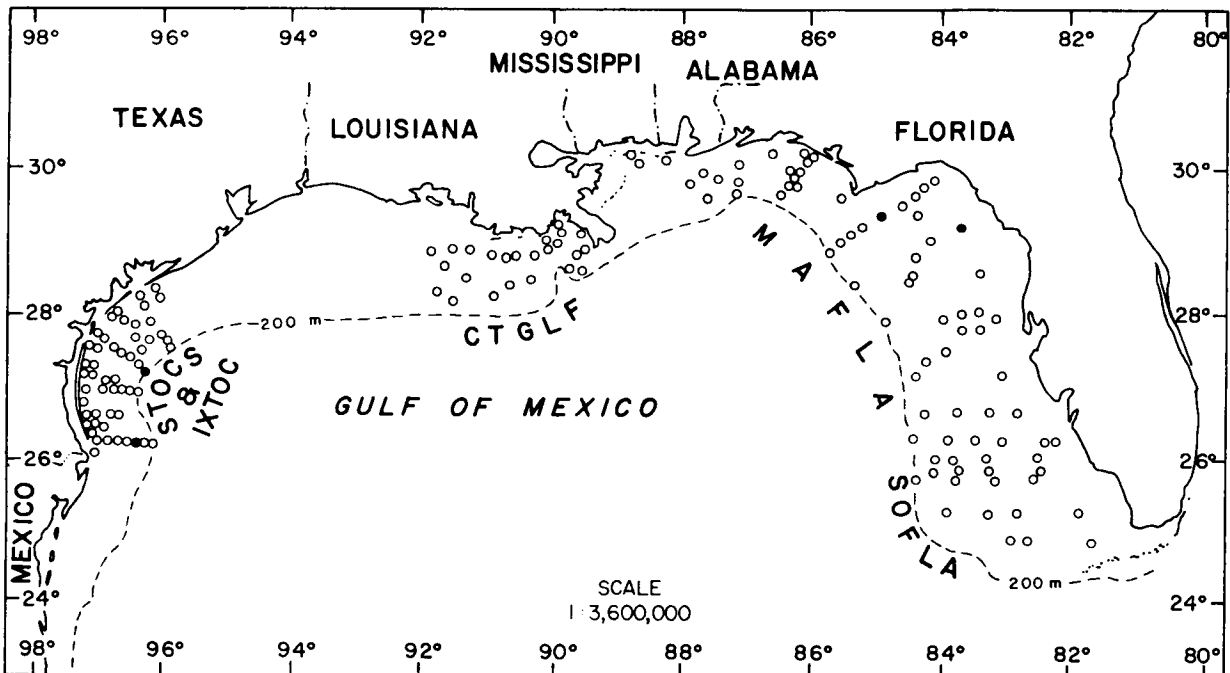 98° 96° 94° 90° 88° 86° 84° 82° 80°
MISSISSIPPI ALABAMA
TEXAS LOUISIANA FLORIDA
30° 30°
28° 28°
200 m
CTGLF
MAFLA
STOCS
&
IXTOC
GULF OF MEXICO
26° 26°
SOFLA
MEXICO
200 m
SCALE
1:3,600,000
24° 24°
98° 96° 94° 90° 88° 86° 84° 82° 80°